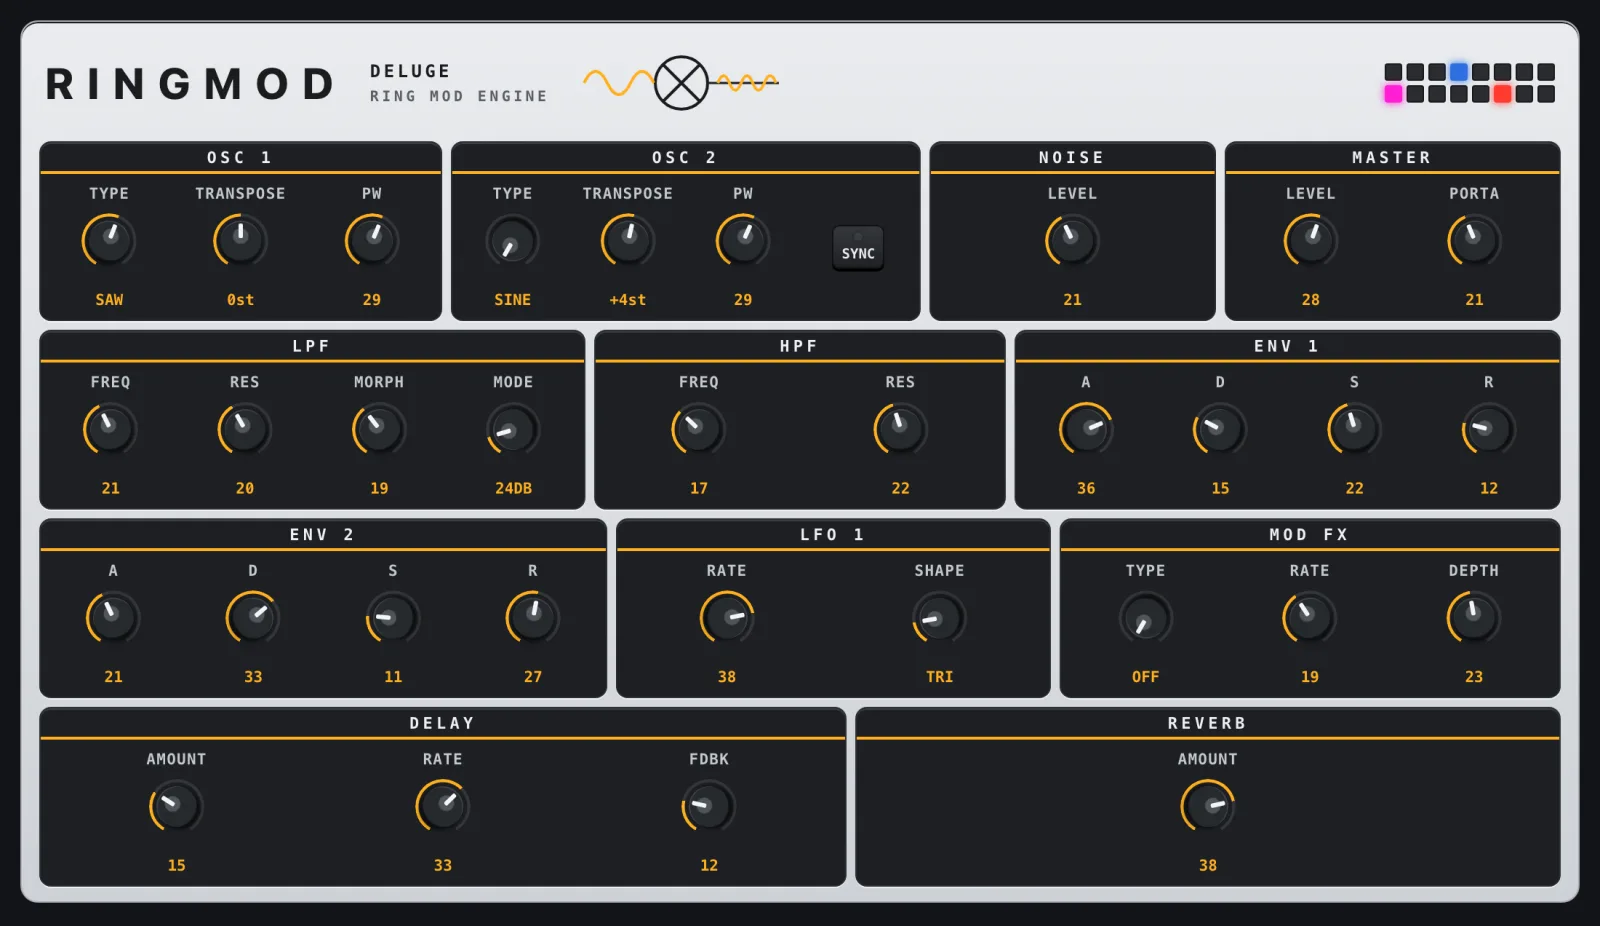 RINGMOD
DELUGE
RING MOD ENGINE
OSC 1
TYPE TRANSPOSE PW
SAW 0st 29
OSC 2
TYPE TRANSPOSE PW
SYNC
SINE +4st 29
NOISE
LEVEL
21
MASTER
LEVEL PORTA
28 21
LPF
FREQ RES MORPH MODE
21 20 19 24DB
HPF
FREQ RES
17 22
ENV 1
A D S R
36 15 22 12
ENV 2
A D S R
21 33 11 27
LFO 1
RATE SHAPE
38 TRI
MOD FX
TYPE RATE DEPTH
OFF 19 23
DELAY
AMOUNT RATE FDBK
15 33 12
REVERB
AMOUNT
38